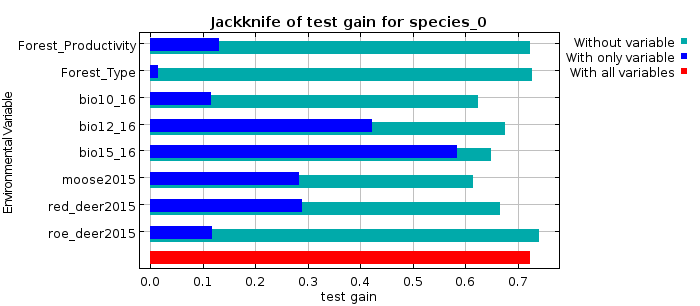 Jackknife of test gain for species_0
Environmental Variable
Forest_Productivity
Forest_Type
bio10_16
bio12_16
bio15_16
moose2015
red_deer2015
roe_deer2015
0.0 0.1 0.2 0.3 0.4 0.5 0.6 0.7
test gain
Without variable
With only variable
With all variables